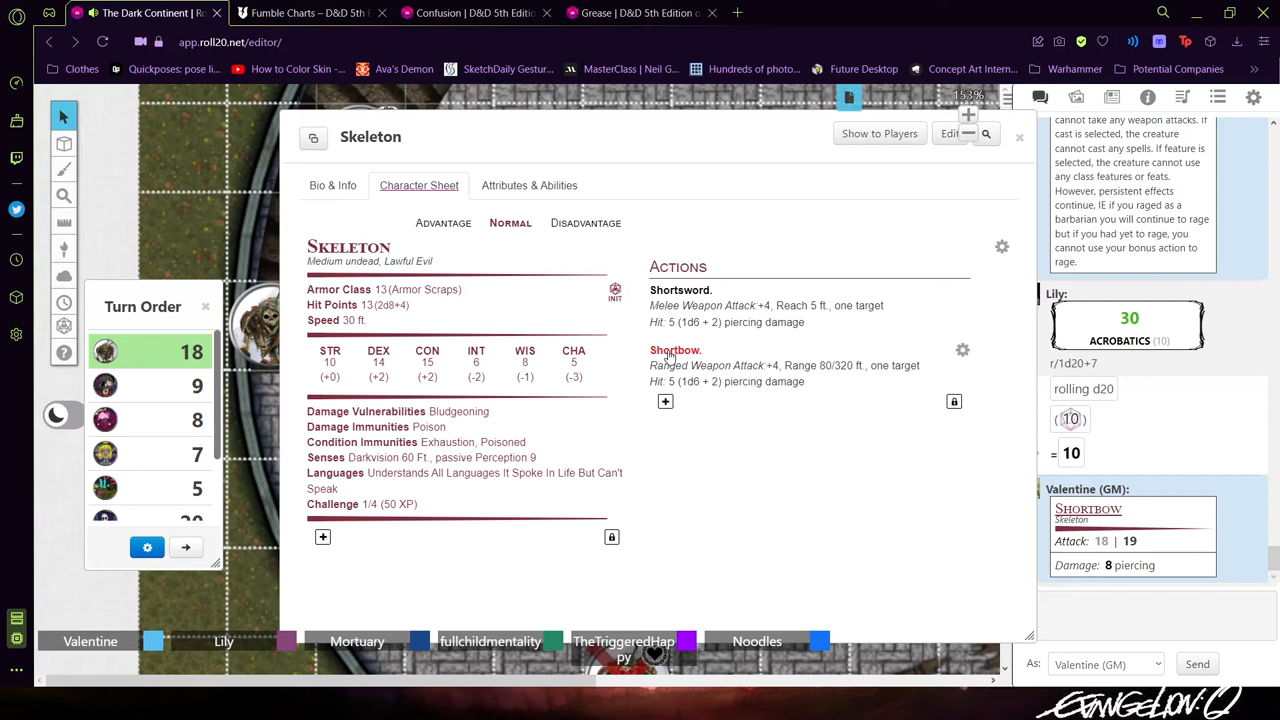 The Dark Continent | Ro
Fumble Charts – D&D 5th E
Confusion | D&D 5th Edition
Grease | D&D 5th Edition o
app.roll20.net/editor/
Clothes
Quickposes: pose li...
How to Color Skin -...
Ava's Demon
SketchDaily Gestur...
MasterClass | Neil G...
Hundreds of photo...
Future Desktop
Concept Art Intern...
Warhammer
Potential Companies
153%
Skeleton
Show to Players
Edit
Bio & Info
Character Sheet
Attributes & Abilities
ADVANTAGE
NORMAL
DISADVANTAGE
SKELETON
Medium undead, Lawful Evil
Armor Class 13 (Armor Scraps)
Hit Points 13 (2d8+4)
Speed 30 ft.
INIT
STR DEX CON INT WIS CHA
10 14 15 6 8 5
(+0) (+2) (+2) (-2) (-1) (-3)
Damage Vulnerabilities Bludgeoning
Damage Immunities Poison
Condition Immunities Exhaustion, Poisoned
Senses Darkvision 60 Ft., passive Perception 9
Languages Understands All Languages It Spoke In Life But Can't
Speak
Challenge 1/4 (50 XP)
ACTIONS
Shortsword.
Melee Weapon Attack:+4, Reach 5 ft., one target
Hit: 5 (1d6 + 2) piercing damage
Shortbow.
Ranged Weapon Attack:+4, Range 80/320 ft., one target
Hit: 5 (1d6 + 2) piercing damage
Turn Order
18
9
8
7
5
cannot take any weapon attacks. If
cast is selected, the creature
cannot cast any spells. If feature is
selected, the creature cannot use
any class features or feats.
However, persistent effects
continue, IE if you raged as a
barbarian you will continue to rage
but if you had yet to rage, you
cannot use your bonus action to
rage.
Lily:
30
ACROBATICS (10)
r/1d20+7
rolling d20
(10)
= 10
Valentine (GM):
SHORTBOW
Skeleton
Attack: 18 | 19
Damage: 8 piercing
As:
Valentine (GM)
Send
Valentine
Lily
Mortuary
fullchildmentality
TheTriggeredHap
py
Noodles